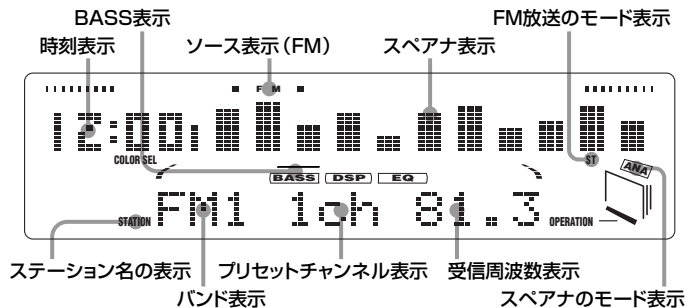 BASS表示
FM放送のモード表示
時刻表示
ソース表示(FM)
スペアナ表示
FM
12:00
COLOR SEL
ST
ANA
BASS DSP EQ
STATION FM1 1ch 81.3 OPERATION
ステーション名の表示
プリセットチャンネル表示
受信周波数表示
バンド表示
スペアナのモード表示